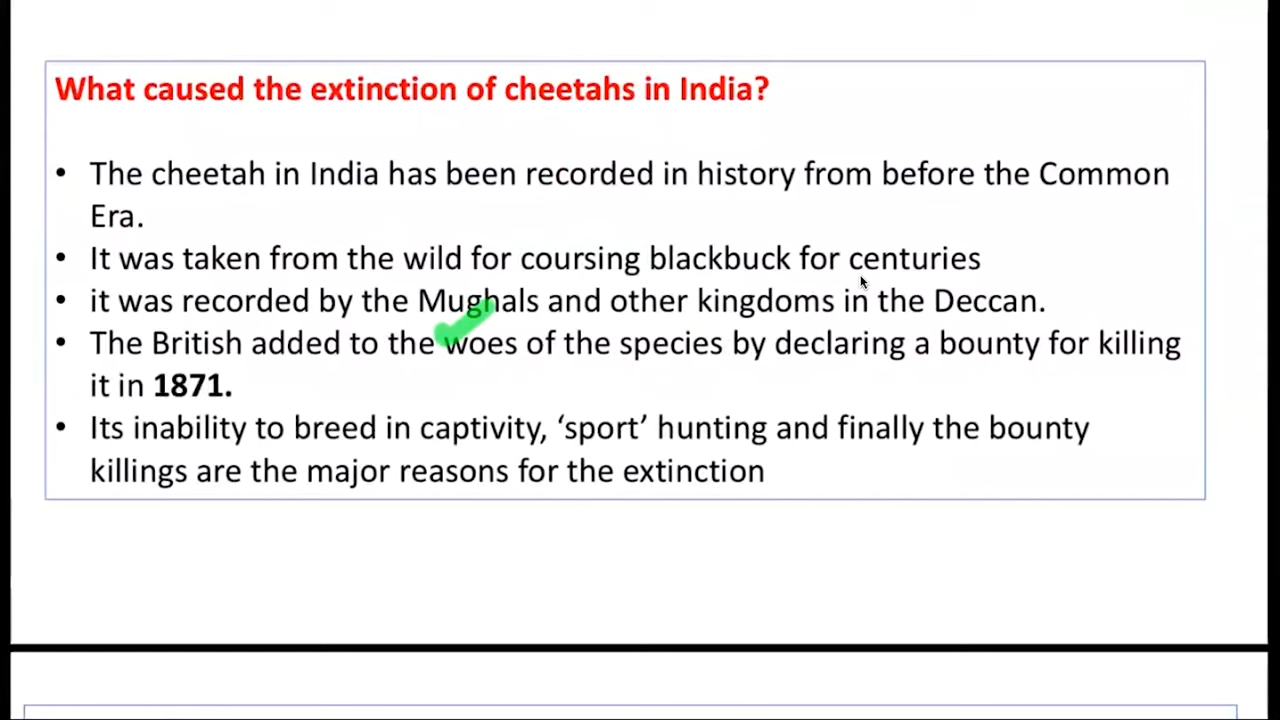 What caused the extinction of cheetahs in India?
• The cheetah in India has been recorded in history from before the Common
Era.
• It was taken from the wild for coursing blackbuck for centuries
• it was recorded by the Mughals and other kingdoms in the Deccan.
• The British added to the woes of the species by declaring a bounty for killing
it in 1871.
• Its inability to breed in captivity, ‘sport’ hunting and finally the bounty
killings are the major reasons for the extinction